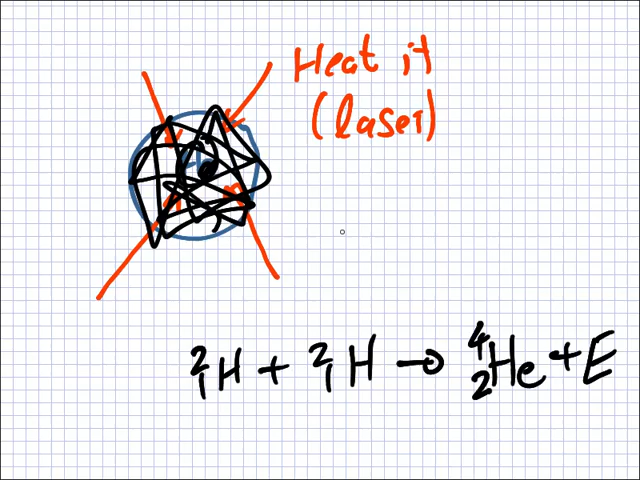 Heat it
(laser)
²₁H + ²₁H → ⁴₂He + E